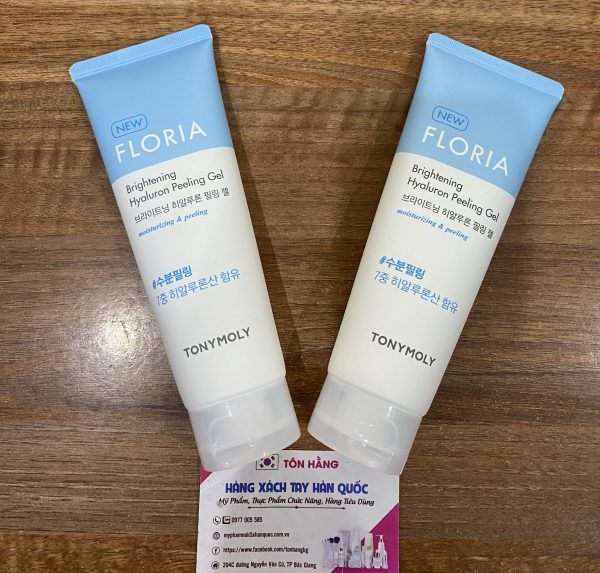 NEW
FLORIA
Brightening
Hyaluron Peeling Gel
브라이트닝 히알루론 필링 젤
moisturizing & peeling
#수분필링
7중 히알루론산 함유
TONYMOLY
NEW
FLORIA
Brightening
Hyaluron Peeling Gel
브라이트닝 히알루론 필링 젤
moisturizing & peeling
#수분필링
7중 히알루론산 함유
TONYMOLY
TÔN HẰNG
HÀNG XÁCH TAY HÀN QUỐC
Mỹ Phẩm, Thực Phẩm Chức Năng, Hàng Tiêu Dùng
0977 005 585
https://www.facebook.com/tonhangbg
204C đường Nguyễn Văn Cừ, TP Bắc Giang